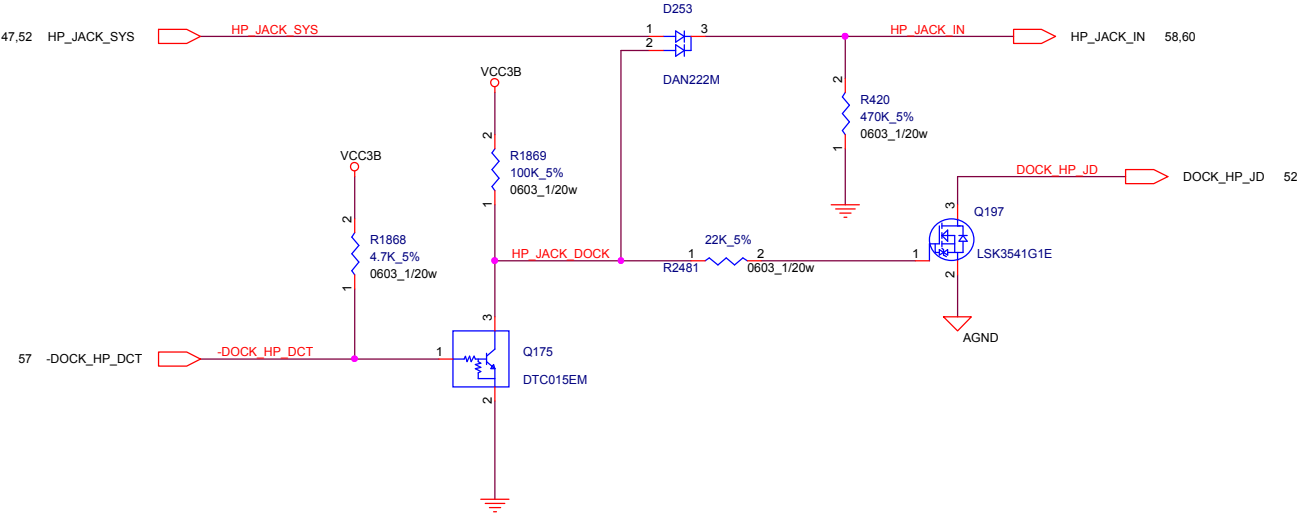 D253
47,52 HP_JACK_SYS
HP_JACK_SYS
1
2
3
HP_JACK_IN
HP_JACK_IN 58,60
DAN222M
VCC3B
2
R420
470K_5%
0603_1/20w
1
2
R1869
100K_5%
0603_1/20w
1
VCC3B
2
R1868
4.7K_5%
0603_1/20w
1
DOCK_HP_JD
DOCK_HP_JD 52
3
Q197
LSK3541G1E
1
2
AGND
HP_JACK_DOCK
22K_5%
1
2
R2481
0603_1/20w
57 -DOCK_HP_DCT
-DOCK_HP_DCT
3
1
Q175
DTC015EM
2